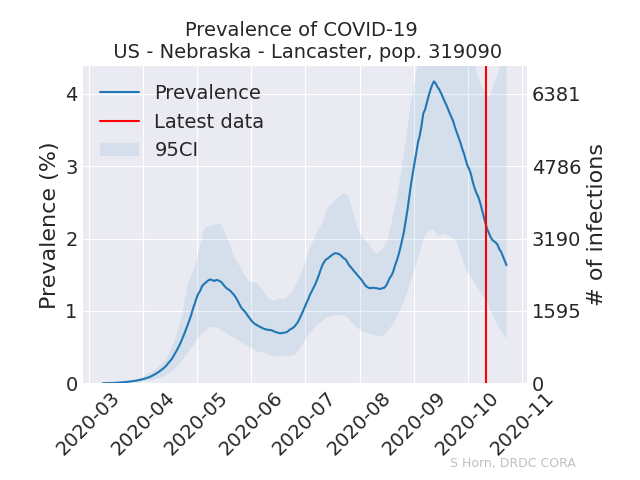 Prevalence of COVID-19
US - Nebraska - Lancaster, pop. 319090
Prevalence
Latest data
95CI
Prevalence (%)
4
3
2
1
0
6381
4786
3190
1595
0
# of infections
2020-03
2020-04
2020-05
2020-06
2020-07
2020-08
2020-09
2020-10
2020-11
S Horn, DRDC CORA